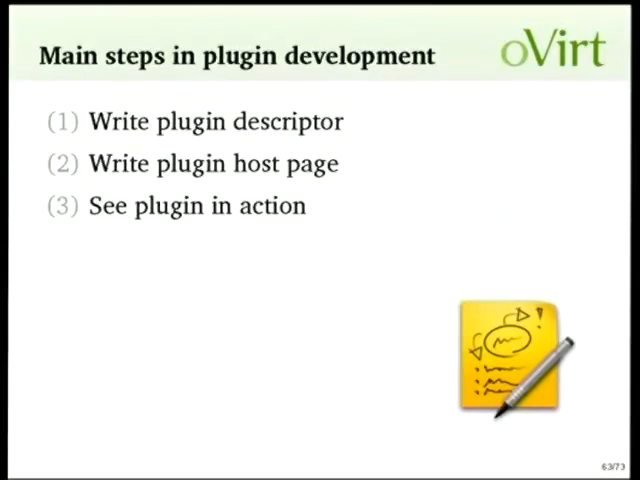 Main steps in plugin development
oVirt
(1) Write plugin descriptor
(2) Write plugin host page
(3) See plugin in action
63/73